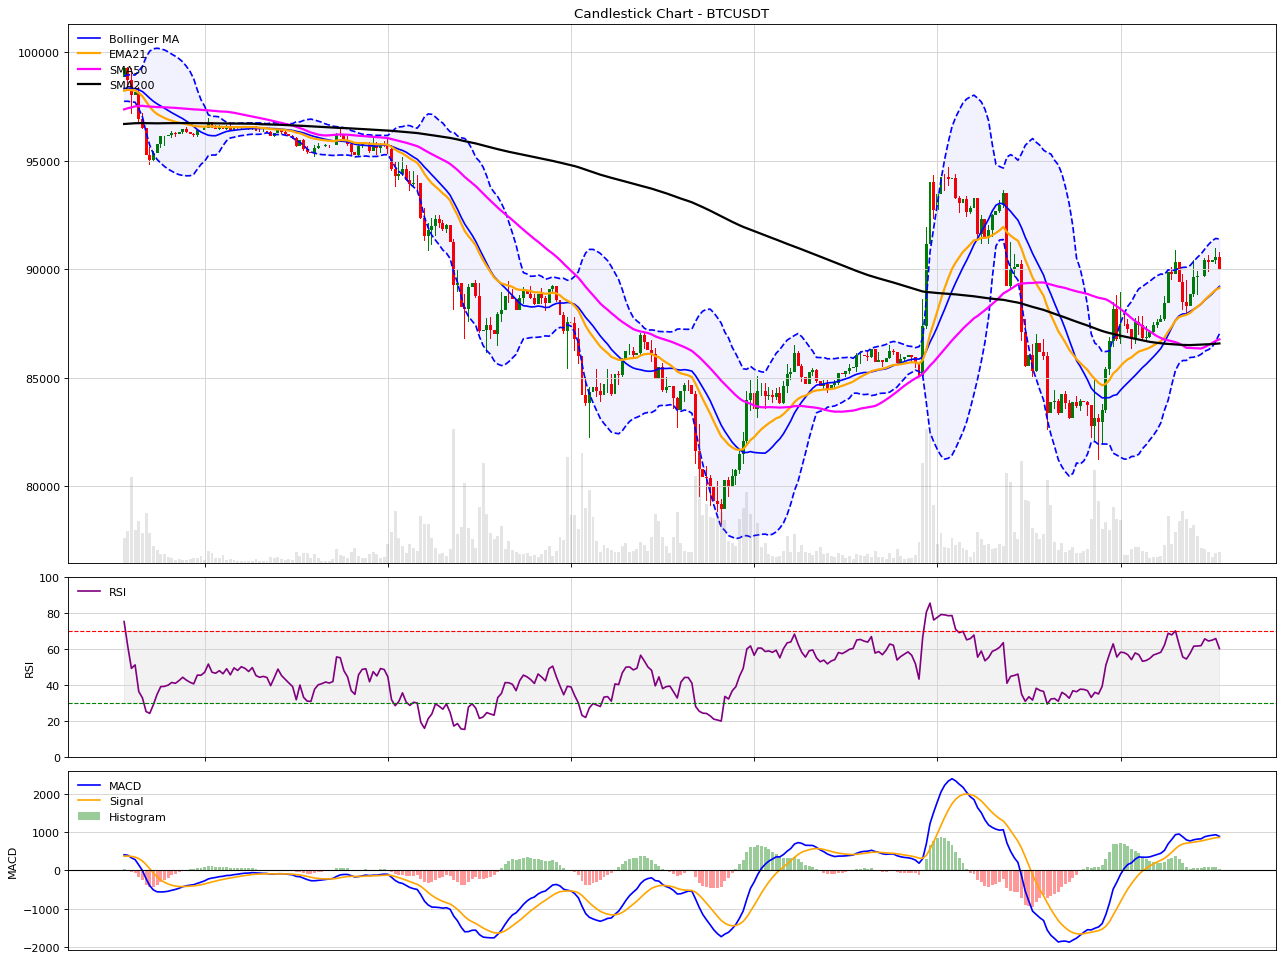 Candlestick Chart - BTCUSDT
Bollinger MA
EMA21
SMA50
SMA200
100000
95000
90000
85000
80000
RSI
100
80
60
40
20
0
RSI
MACD
Signal
Histogram
2000
1000
0
−1000
−2000
MACD